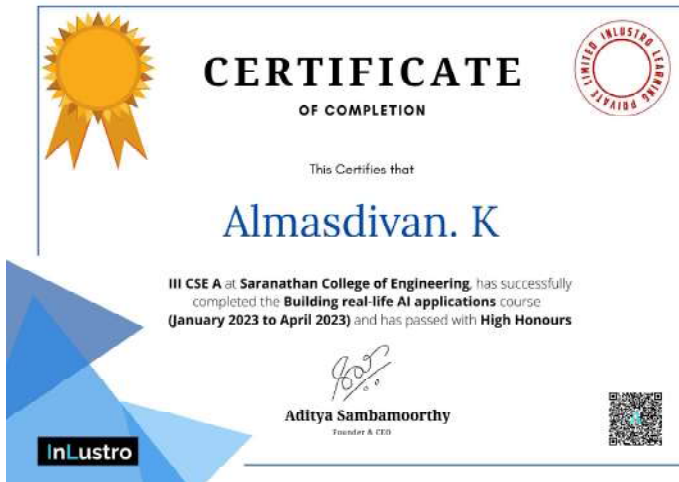 CERTIFICATE
OF COMPLETION
INLUSTRO LEARNING PRIVATE LIMITED
This Certifies that
Almasdivan. K
III CSE A at Saranathan College of Engineering, has successfully
completed the Building real-life AI applications course
(January 2023 to April 2023) and has passed with High Honours
Aditya Sambamoorthy
Founder & CEO
InLustro